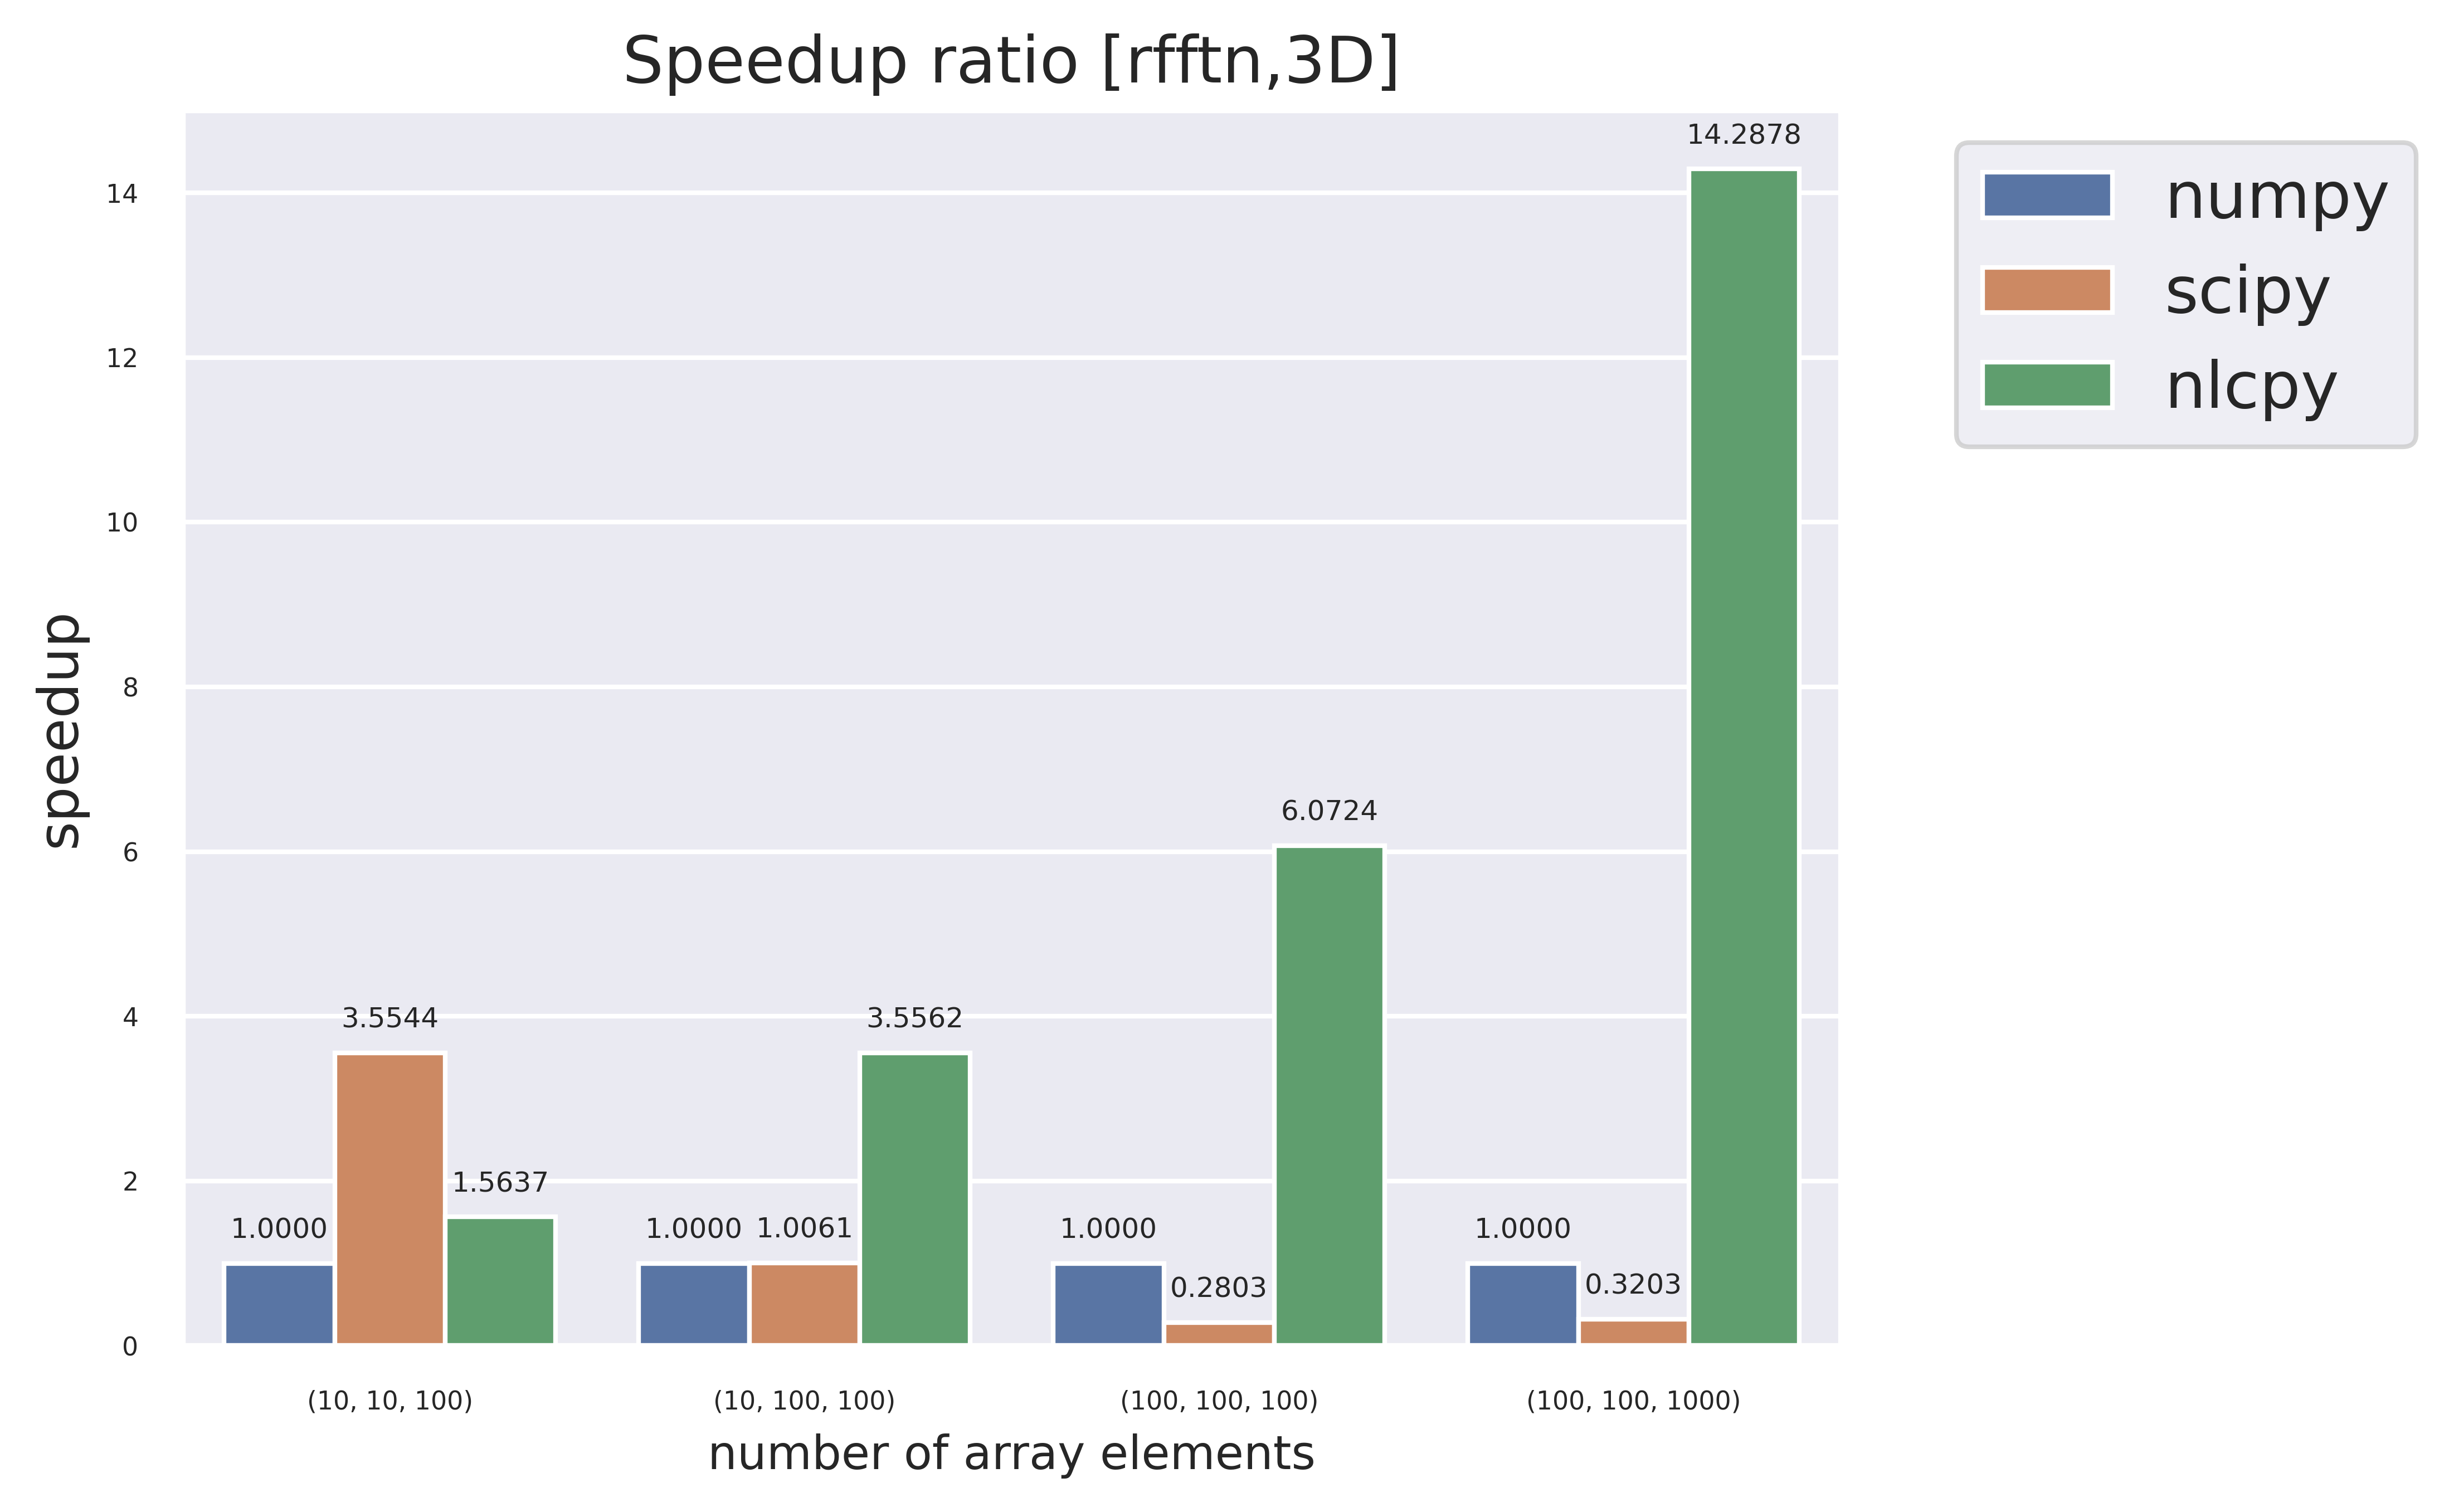 Speedup ratio [rfftn,3D]
numpy
scipy
nlcpy
speedup
14
12
10
8
6
4
2
0
1.0000
3.5544
1.5637
1.0000
1.0061
3.5562
1.0000
0.2803
6.0724
1.0000
0.3203
14.2878
(10, 10, 100)
(10, 100, 100)
(100, 100, 100)
(100, 100, 1000)
number of array elements